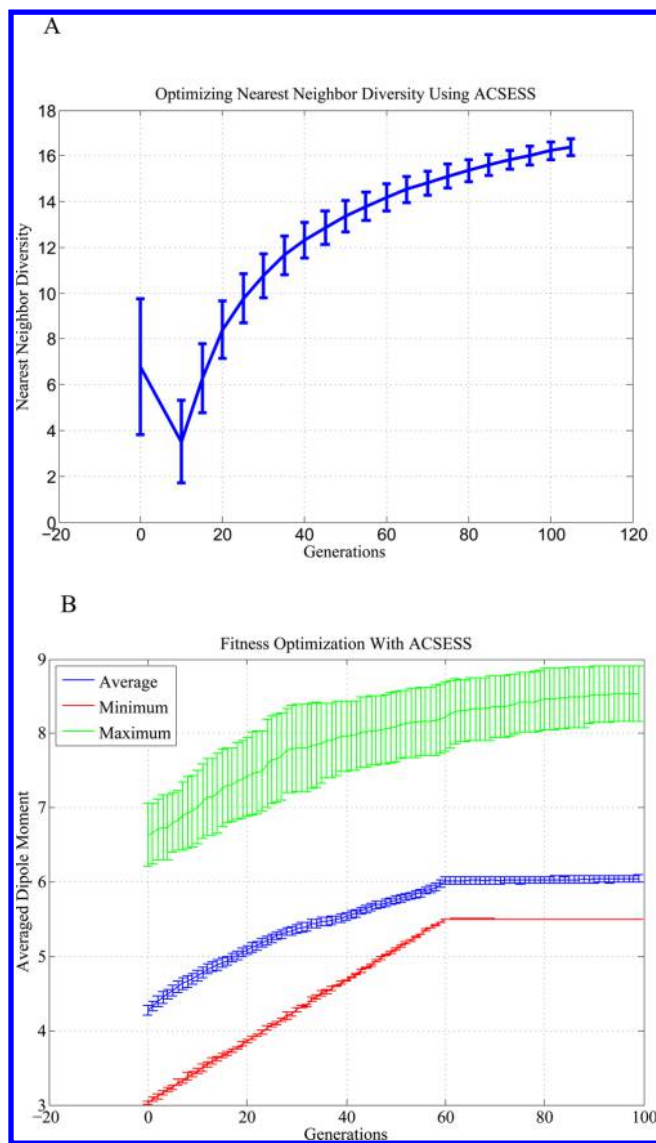 A
Optimizing Nearest Neighbor Diversity Using ACSESS
Nearest Neighbor Diversity
18
16
14
12
10
8
6
4
2
0
-20 0 20 40 60 80 100 120
Generations
B
Fitness Optimization With ACSESS
Averaged Dipole Moment
9
8
7
6
5
4
3
Average
Minimum
Maximum
-20 0 20 40 60 80 100
Generations